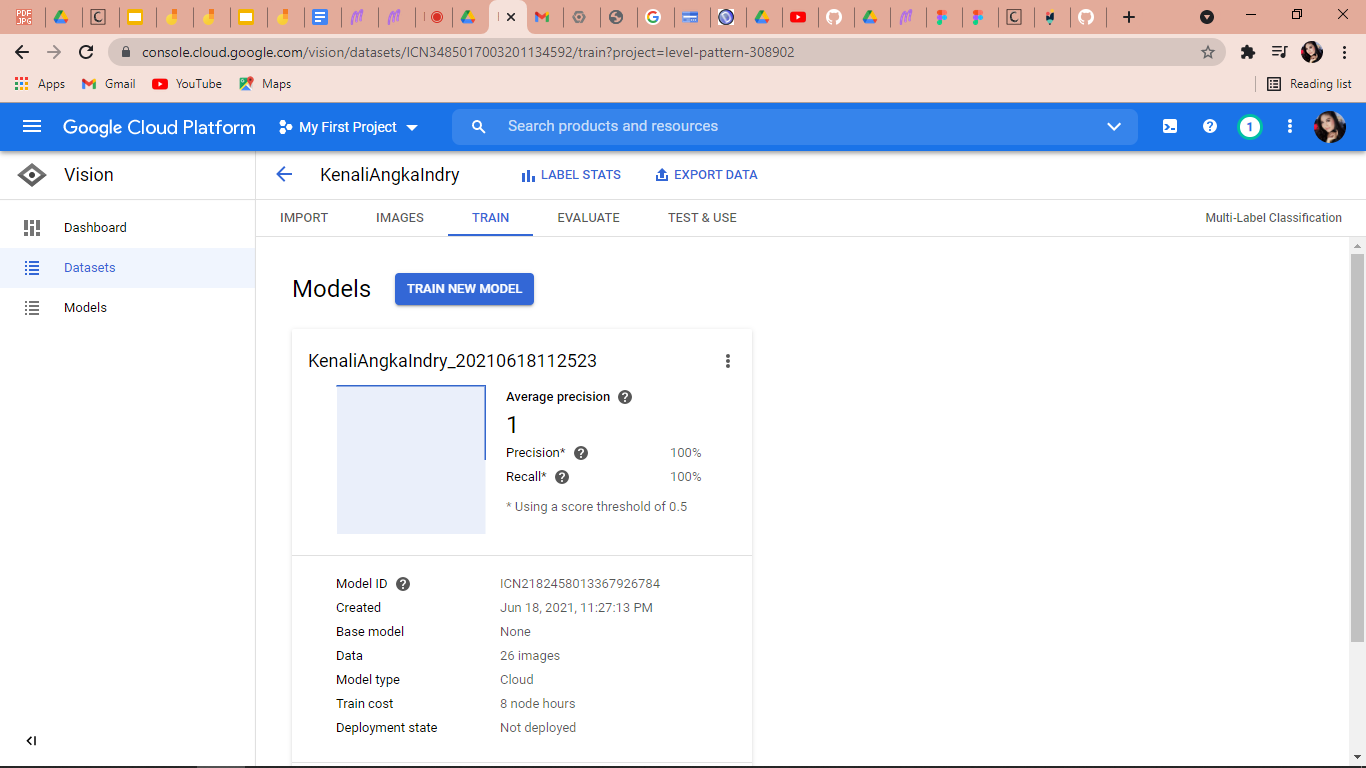 console.cloud.google.com/vision/datasets/ICN3485017003201134592/train?project=level-pattern-308902
Apps Gmail YouTube Maps Reading list
Google Cloud Platform My First Project Search products and resources 1
Vision KenaliAngkaIndry LABEL STATS EXPORT DATA
IMPORT IMAGES TRAIN EVALUATE TEST & USE Multi-Label Classification
Dashboard
Datasets
Models
Models TRAIN NEW MODEL
KenaliAngkaIndry_20210618112523
Average precision ?
1
Precision* ? 100%
Recall* ? 100%
* Using a score threshold of 0.5
Model ID ? ICN2182458013367926784
Created Jun 18, 2021, 11:27:13 PM
Base model None
Data 26 images
Model type Cloud
Train cost 8 node hours
Deployment state Not deployed